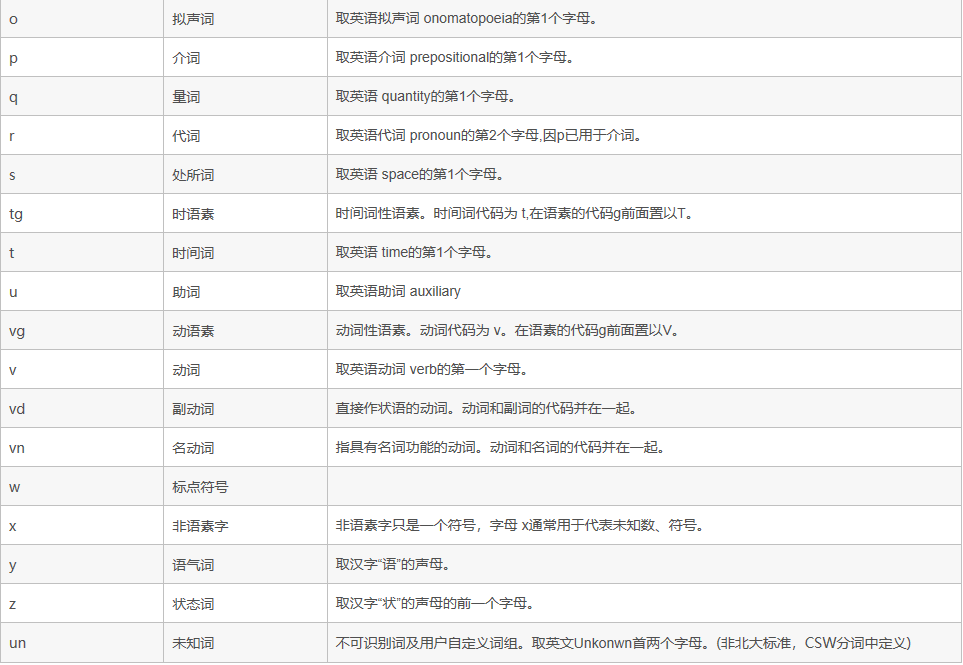 o 拟声词 取英语拟声词 onomatopoeia的第1个字母。
p 介词 取英语介词 prepositional的第1个字母。
q 量词 取英语 quantity的第1个字母。
r 代词 取英语代词 pronoun的第2个字母,因p已用于介词。
s 处所词 取英语 space的第1个字母。
tg 时语素 时间词性语素。时间词代码为 t,在语素的代码g前面置以T。
t 时间词 取英语 time的第1个字母。
u 助词 取英语助词 auxiliary
vg 动语素 动词性语素。动词代码为 v。在语素的代码g前面置以V。
v 动词 取英语动词 verb的第一个字母。
vd 副动词 直接作状语的动词。动词和副词的代码并在一起。
vn 名动词 指具有名词功能的动词。动词和名词的代码并在一起。
w 标点符号
x 非语素字 非语素字只是一个符号，字母 x通常用于代表未知数、符号。
y 语气词 取汉字“语”的声母。
z 状态词 取汉字“状”的声母的前一个字母。
un 未知词 不可识别词及用户自定义词组。取英文Unkonwn首两个字母。(非北大标准，CSW分词中定义)